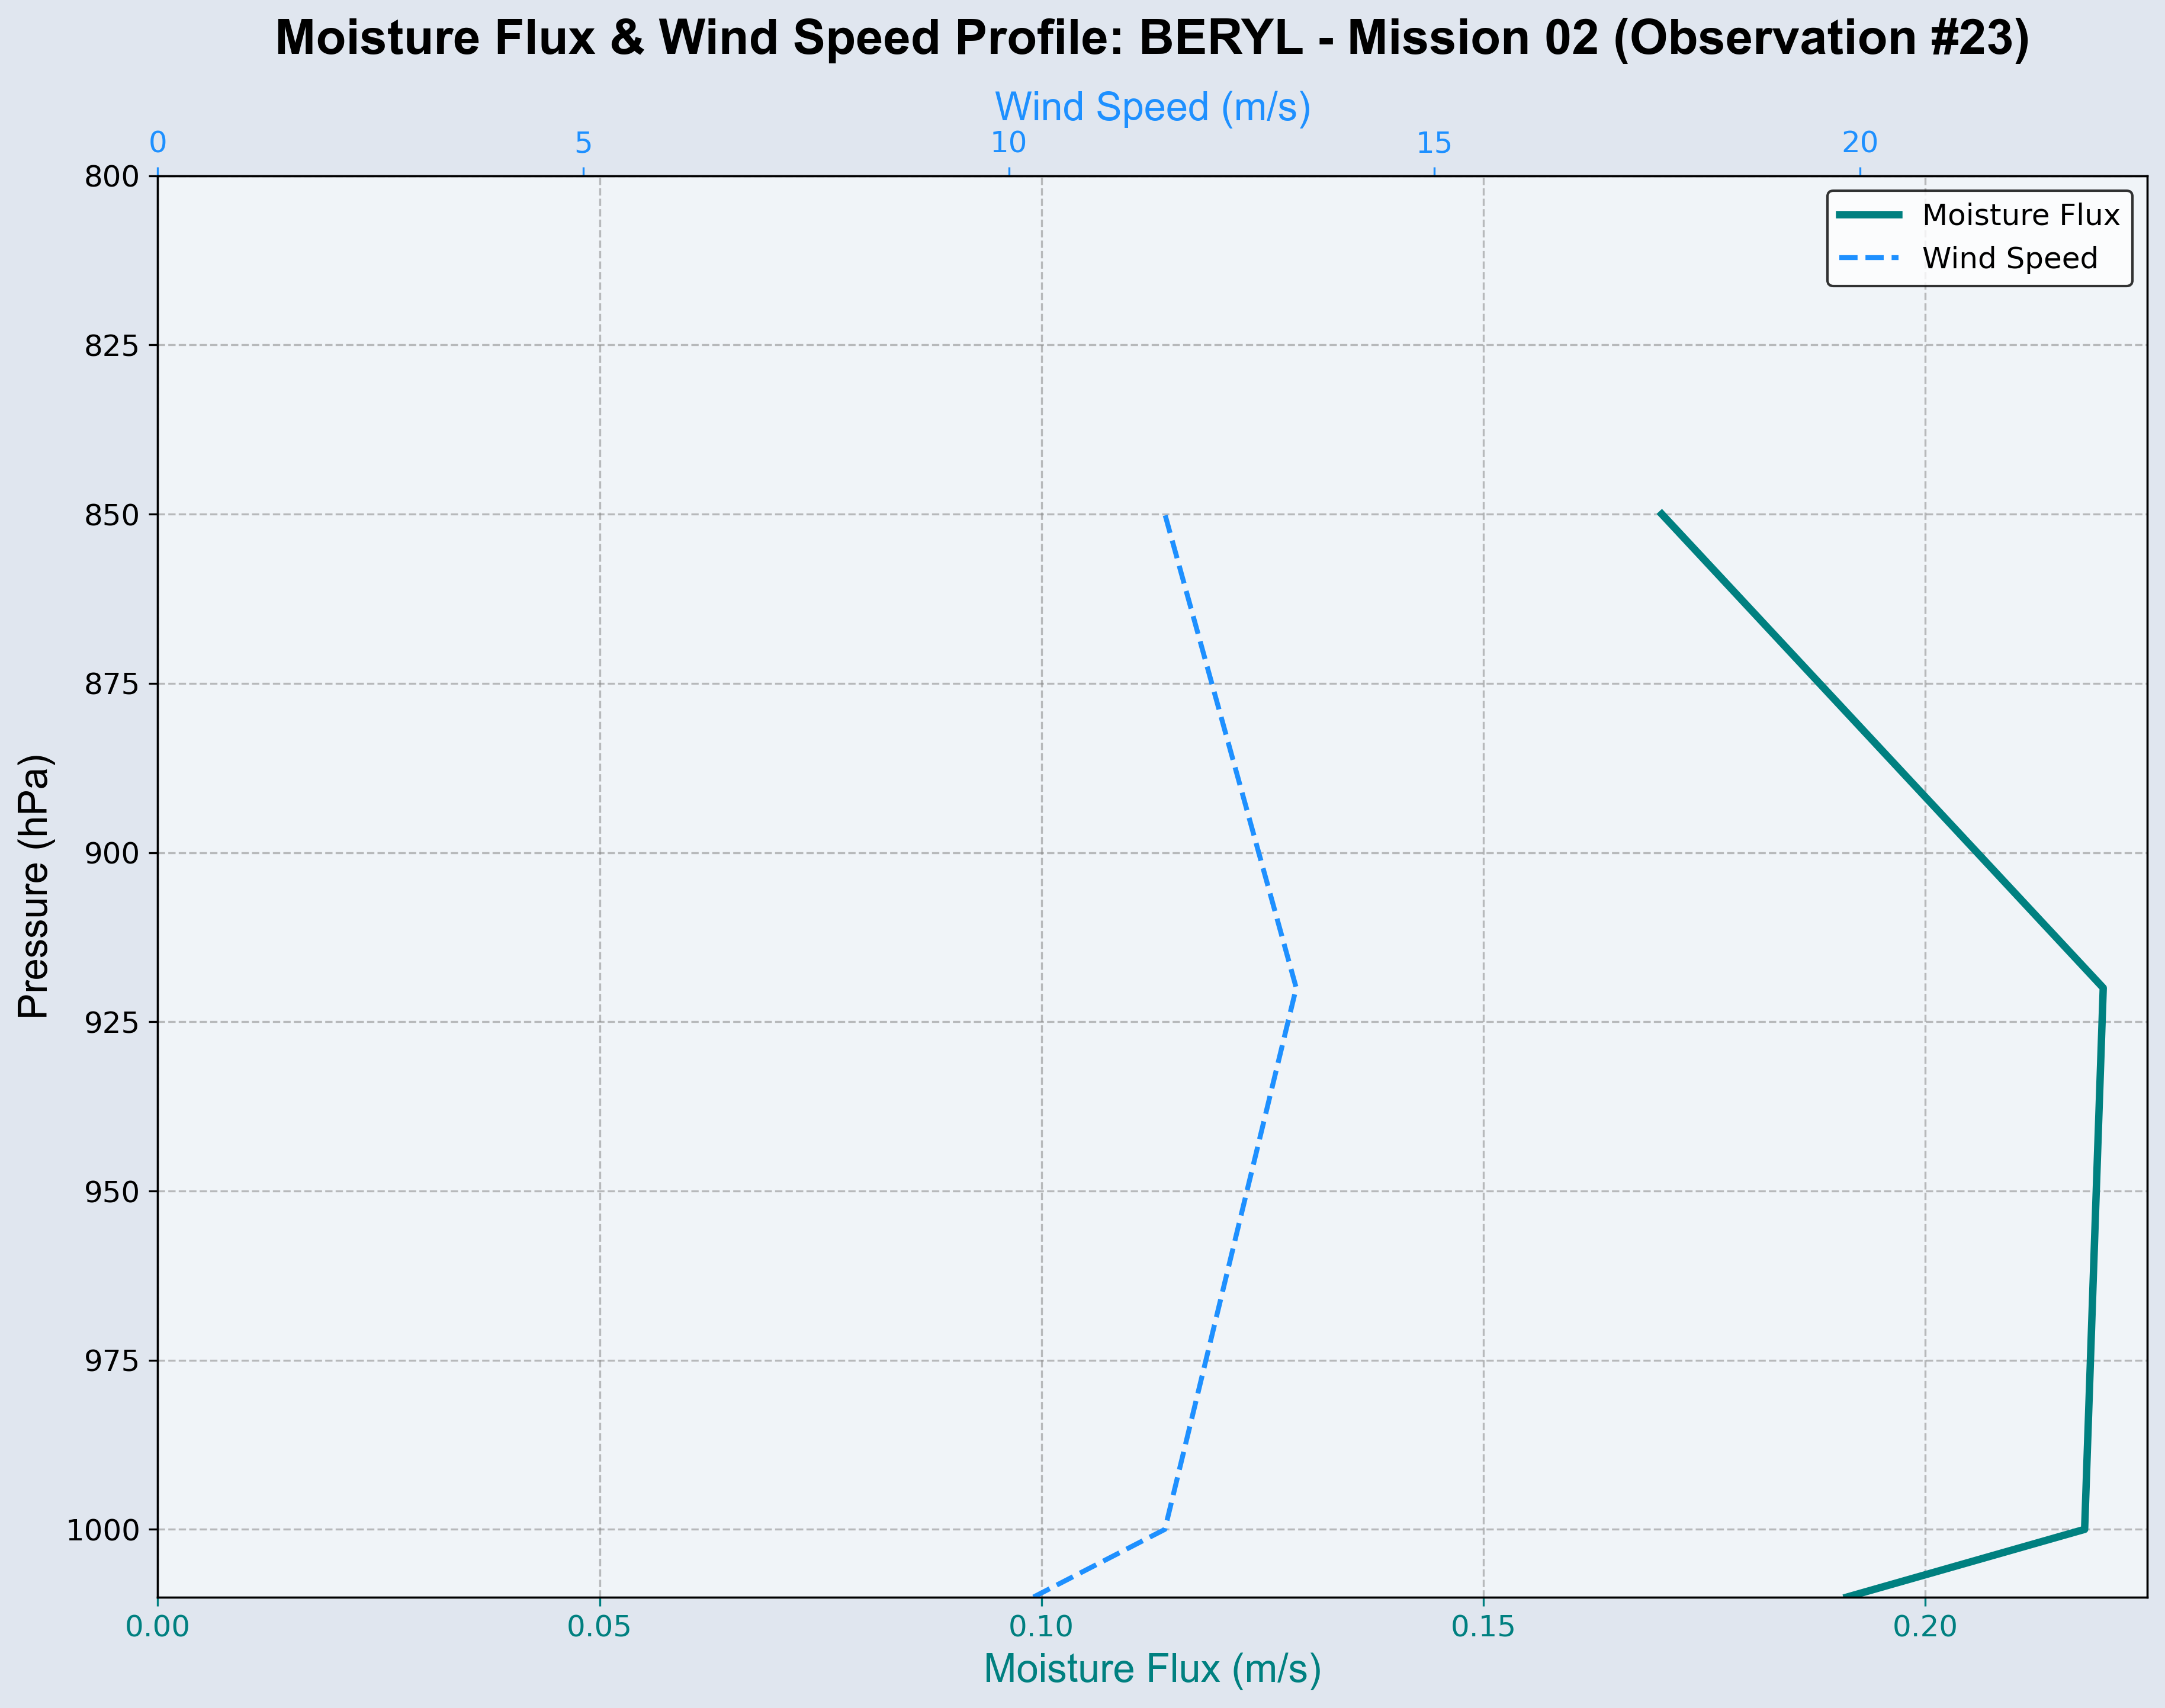 Moisture Flux & Wind Speed Profile: BERYL - Mission 02 (Observation #23)
Wind Speed (m/s)
0 5 10 15 20
Moisture Flux
Wind Speed
Pressure (hPa)
800
825
850
875
900
925
950
975
1000
0.00 0.05 0.10 0.15 0.20
Moisture Flux (m/s)